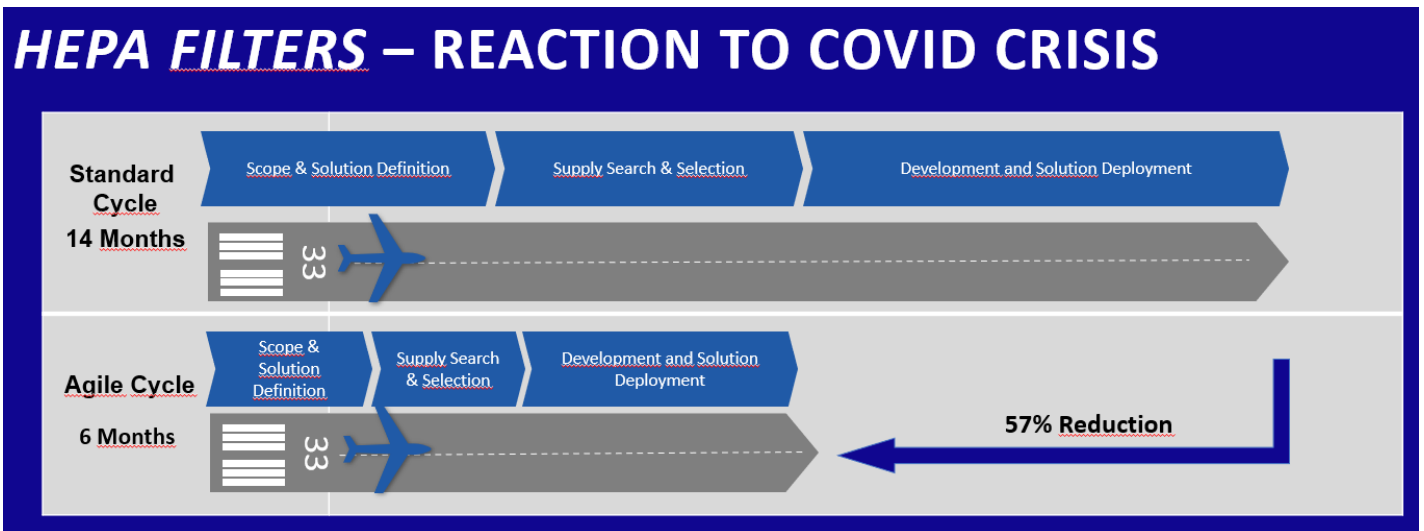 HEPA FILTERS – REACTION TO COVID CRISIS
Standard
Cycle
14 Months
Scope & Solution Definition
Supply Search & Selection
Development and Solution Deployment
33
Agile Cycle
6 Months
Scope &
Solution
Definition
Supply Search
& Selection
Development and Solution
Deployment
33
57% Reduction